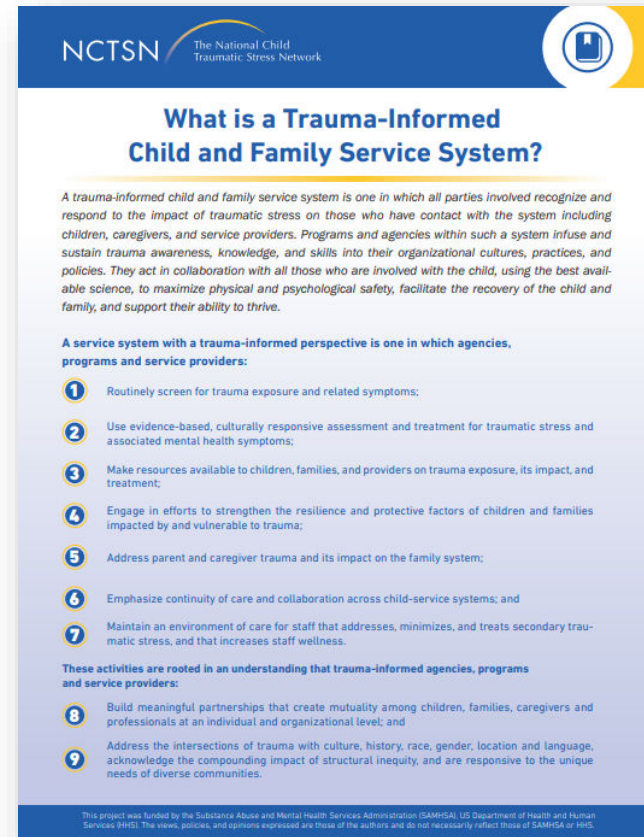 NCTSN
The National Child
Traumatic Stress Network
What is a Trauma-Informed
Child and Family Service System?
A trauma-informed child and family service system is one in which all parties involved recognize and
respond to the impact of traumatic stress on those who have contact with the system including
children, caregivers, and service providers. Programs and agencies within such a system infuse and
sustain trauma awareness, knowledge, and skills into their organizational cultures, practices, and
policies. They act in collaboration with all those who are involved with the child, using the best avail-
able science, to maximize physical and psychological safety, facilitate the recovery of the child and
family, and support their ability to thrive.
A service system with a trauma-informed perspective is one in which agencies,
programs and service providers:
1 Routinely screen for trauma exposure and related symptoms;
2 Use evidence-based, culturally responsive assessment and treatment for traumatic stress and
associated mental health symptoms;
3 Make resources available to children, families, and providers on trauma exposure, its impact, and
treatment;
4 Engage in efforts to strengthen the resilience and protective factors of children and families
impacted by and vulnerable to trauma;
5 Address parent and caregiver trauma and its impact on the family system;
6 Emphasize continuity of care and collaboration across child-service systems; and
7 Maintain an environment of care for staff that addresses, minimizes, and treats secondary trau-
matic stress, and that increases staff wellness.
These activities are rooted in an understanding that trauma-informed agencies, programs
and service providers:
8 Build meaningful partnerships that create mutuality among children, families, caregivers and
professionals at an individual and organizational level; and
9 Address the intersections of trauma with culture, history, race, gender, location and language,
acknowledge the compounding impact of structural inequity, and are responsive to the unique
needs of diverse communities.
This project was funded by the Substance Abuse and Mental Health Services Administration (SAMHSA), US Department of Health and Human
Services (HHS). The views, policies, and opinions expressed are those of the authors and do not necessarily reflect those of SAMHSA or HHS.